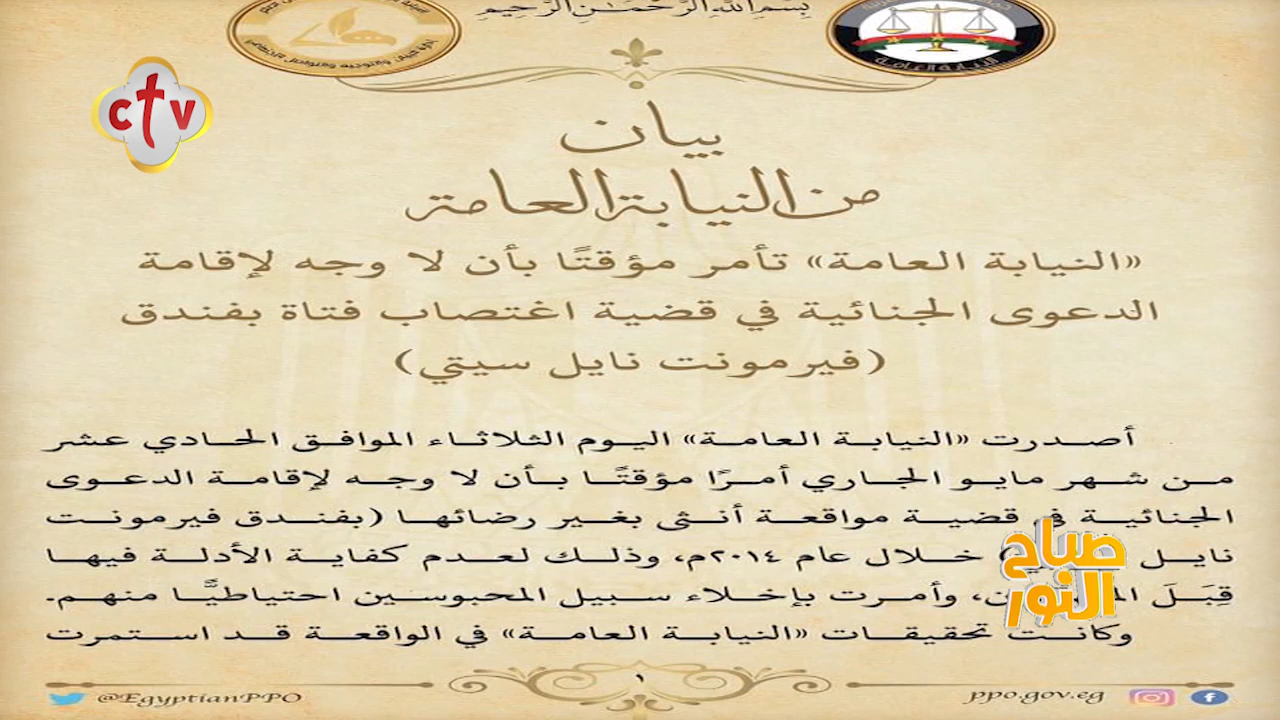 بسم الله الرحمن الرحيم
النيابة العامة
ctv
بيان
من النيابة العامة
«النيابة العامة» تأمر مؤقتًا بأن لا وجه لإقامة
الدعوى الجنائية في قضية اغتصاب فتاة بفندق
(فيرمونت نايل سيتي)
أصدرت «النيابة العامة» اليوم الثلاثاء الموافق الحادي عشر
من شهر مايو الجاري أمرًا مؤقتًا بأن لا وجه لإقامة الدعوى
الجنائية في قضية مواقعة أنثى بغير رضائها (بفندق فيرمونت
نايل خلال عام ٢٠١٤م، وذلك لعدم كفاية الأدلة فيها
قِبَلَ وأمرت بإخلاء سبيل المحبوسين احتياطيًّا منهم.
وكانت تحقيقات «النيابة العامة» في الواقعة قد استمرت
صباح
النور
١
@EgyptianPPO
ppo.gov.eg